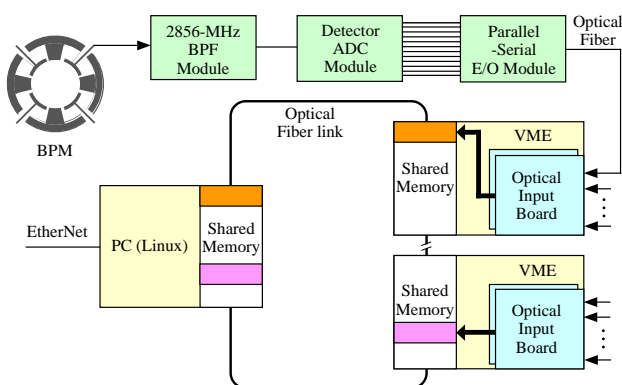 2856-MHz
BPF
Module
Detector
ADC
Module
Parallel
-Serial
E/O Module
Optical
Fiber
BPM
Optical
Fiber link
VME
Shared
Memory
Optical
Input
Board
EtherNet
PC (Linux)
Shared
Memory
VME
Shared
Memory
Optical
Input
Board